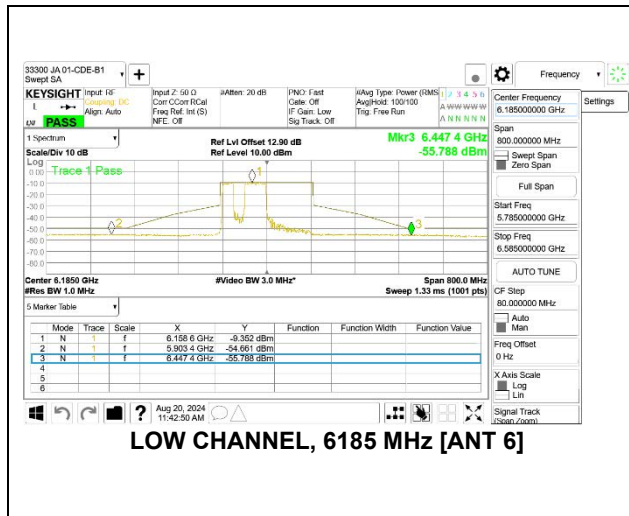 33300 JA 01-CDE-B1
Swept SA
Frequency
KEYSIGHT
Input: RF
Coupling: DC
Align: Auto
Input Z: 50 Ω
Corr CCorr RCal
Freq Ref: Int (S)
NFE: Off
#Atten: 20 dB
PNO: Fast
Gate: Off
IF Gain: Low
Sig Track: Off
#Avg Type: Power (RMS
Avg|Hold: 100/100
Trig: Free Run
1 2 3 4 5 6
A W W W W W
A N N N N N
L
PASS
Center Frequency
6.185000000 GHz
Settings
Span
800.000000 MHz
Swept Span
Zero Span
Full Span
Start Freq
5.785000000 GHz
Stop Freq
6.585000000 GHz
AUTO TUNE
CF Step
80.000000 MHz
Auto
Man
Freq Offset
0 Hz
X Axis Scale
Log
Lin
Signal Track
(Span Zoom)
1 Spectrum
Scale/Div 10 dB
Ref Lvl Offset 12.90 dB
Ref Level 10.00 dBm
Mkr3 6.447 4 GHz
-55.788 dBm
Log
Trace 1 Pass
0.00
-10.0
-20.0
-30.0
-40.0
-50.0
-60.0
-70.0
-80.0
1
2
3
Center 6.1850 GHz
#Res BW 1.0 MHz
#Video BW 3.0 MHz*
Span 800.0 MHz
Sweep 1.33 ms (1001 pts)
5 Marker Table
Mode Trace Scale X Y Function Function Width Function Value
1 N 1 f 6.158 6 GHz -9.352 dBm
2 N 1 f 5.903 4 GHz -54.661 dBm
3 N 1 f 6.447 4 GHz -55.788 dBm
4
5
6
Aug 20, 2024
11:42:50 AM
LOW CHANNEL, 6185 MHz [ANT 6]